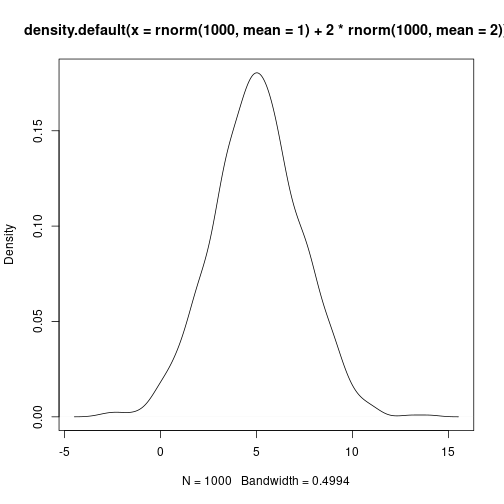 density.default(x = rnorm(1000, mean = 1) + 2 * rnorm(1000, mean = 2))
Density
0.15
0.10
0.05
0.00
-5 0 5 10 15
N = 1000 Bandwidth = 0.4994